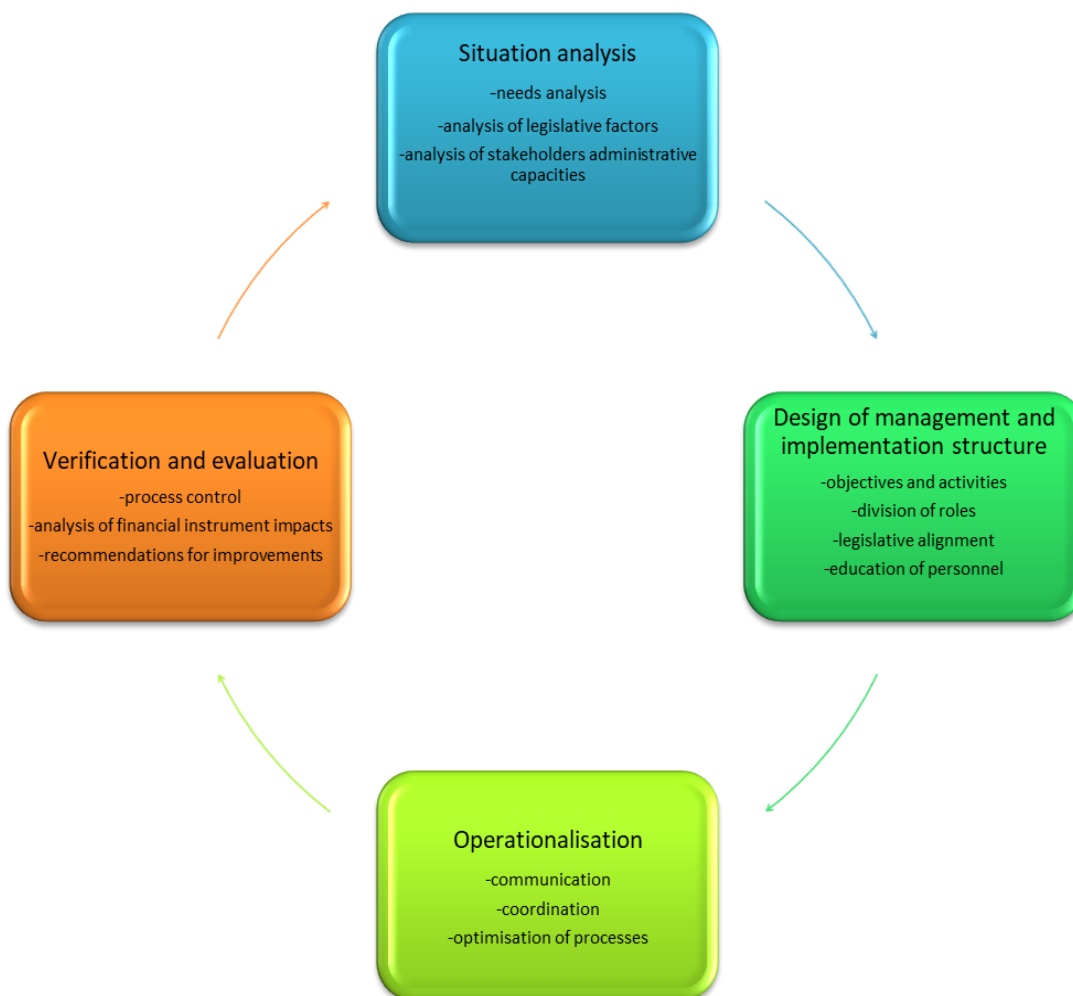 Situation analysis
-needs analysis
-analysis of legislative factors
-analysis of stakeholders administrative
capacities
Design of management and
implementation structure
-objectives and activities
-division of roles
-legislative alignment
-education of personnel
Operationalisation
-communication
-coordination
-optimisation of processes
Verification and evaluation
-process control
-analysis of financial instrument impacts
-recommendations for improvements